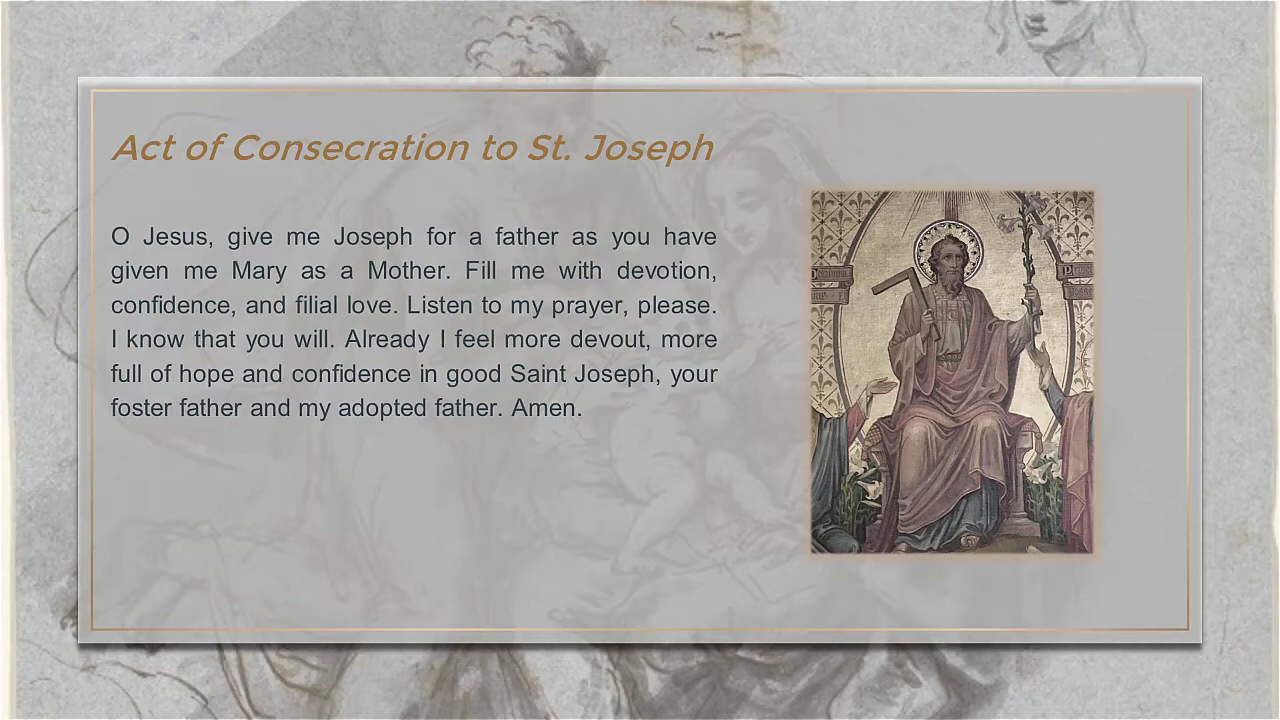 Act of Consecration to St. Joseph
O Jesus, give me Joseph for a father as you have
given me Mary as a Mother. Fill me with devotion,
confidence, and filial love. Listen to my prayer, please.
I know that you will. Already I feel more devout, more
full of hope and confidence in good Saint Joseph, your
foster father and my adopted father. Amen.